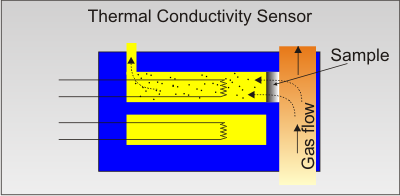 Thermal Conductivity Sensor
Sample
Gas flow